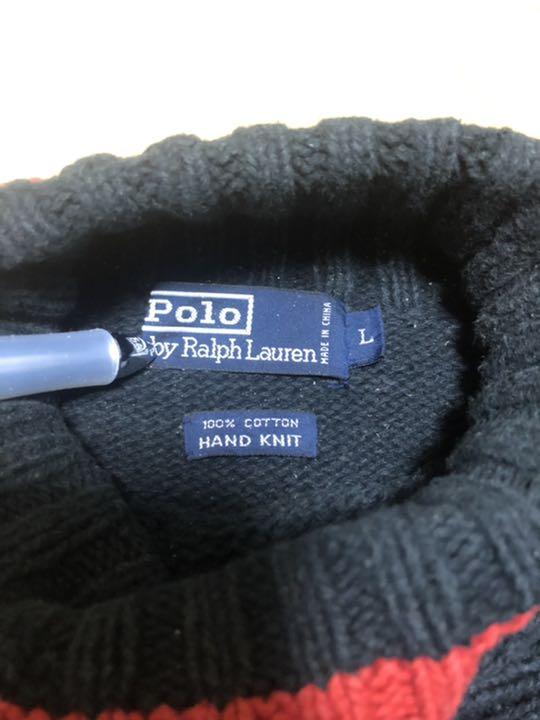 Polo
by Ralph Lauren
MADE IN CHINA
L
100% COTTON
HAND KNIT